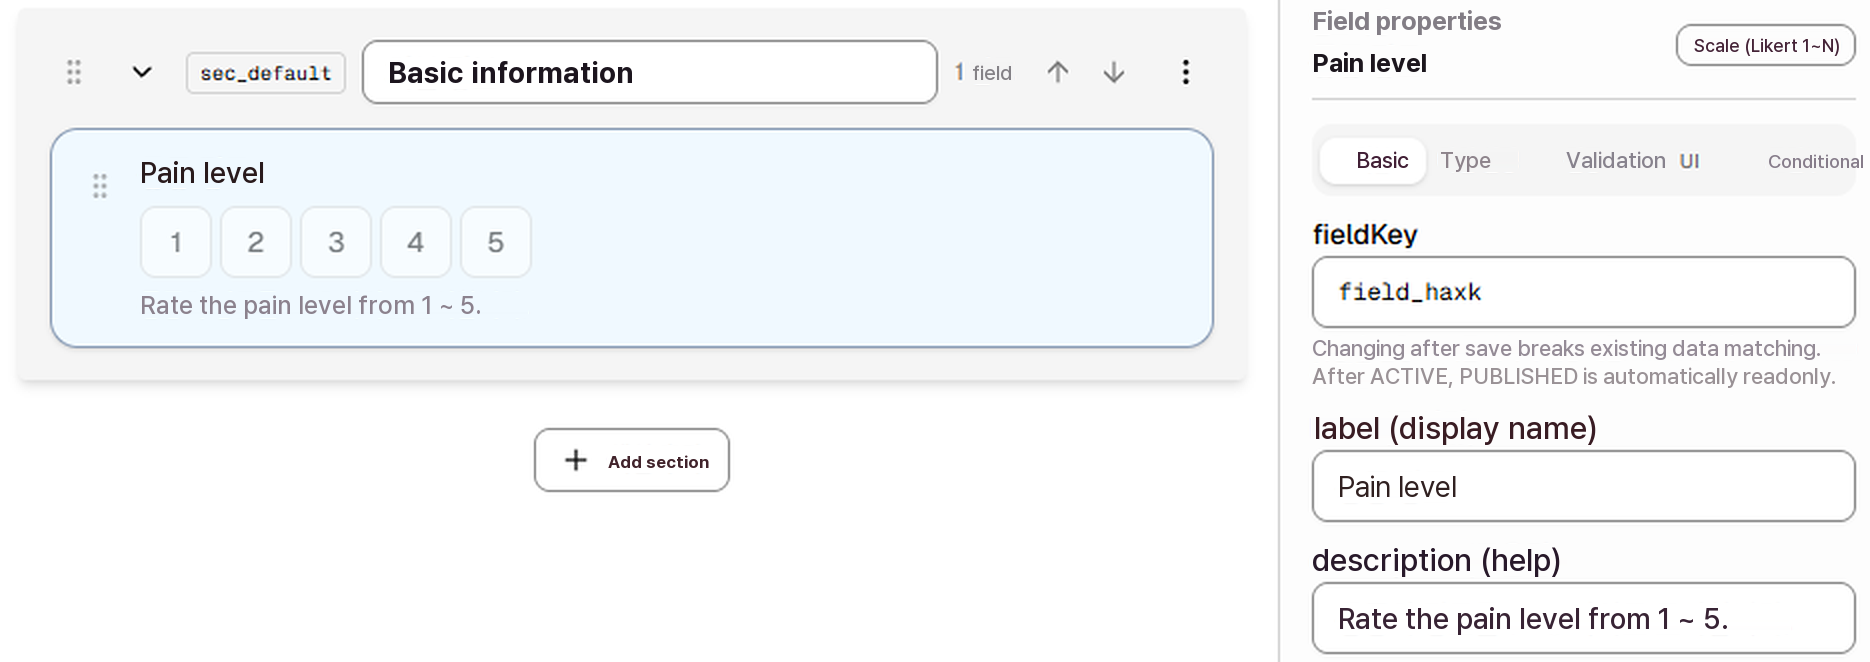 sec_default
Basic information
1 field
Pain level
1 2 3 4 5
Rate the pain level from 1 ~ 5.
Add section
Field properties
Pain level
Scale (Likert 1~N)
Basic Type Validation UI Conditional
fieldKey
field_haxk
Changing after save breaks existing data matching.
After ACTIVE, PUBLISHED is automatically readonly.
label (display name)
Pain level
description (help)
Rate the pain level from 1 ~ 5.